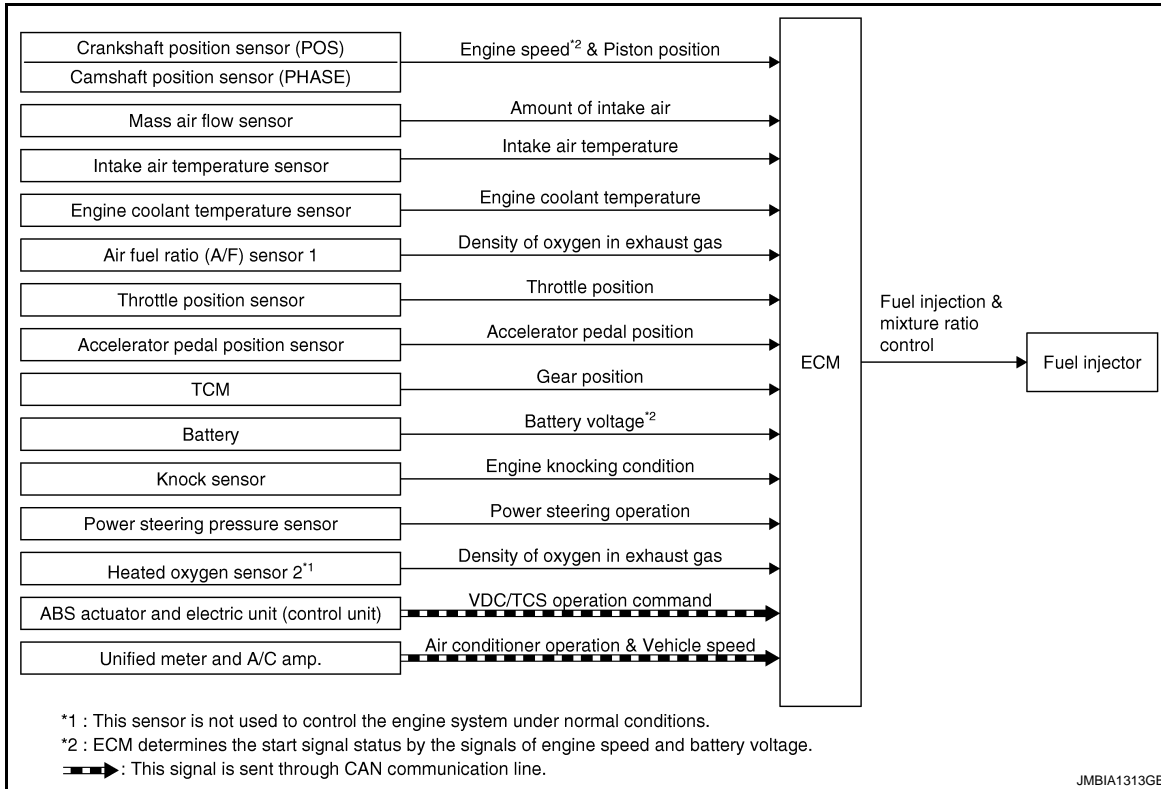 Crankshaft position sensor (POS)
Camshaft position sensor (PHASE)
Engine speed*2 & Piston position
Mass air flow sensor
Amount of intake air
Intake air temperature sensor
Intake air temperature
Engine coolant temperature sensor
Engine coolant temperature
Air fuel ratio (A/F) sensor 1
Density of oxygen in exhaust gas
Throttle position sensor
Throttle position
Accelerator pedal position sensor
Accelerator pedal position
TCM
Gear position
Battery
Battery voltage*2
Knock sensor
Engine knocking condition
Power steering pressure sensor
Power steering operation
Heated oxygen sensor 2*1
Density of oxygen in exhaust gas
ABS actuator and electric unit (control unit)
VDC/TCS operation command
Unified meter and A/C amp.
Air conditioner operation & Vehicle speed
ECM
Fuel injection &
mixture ratio
control
Fuel injector
*1 : This sensor is not used to control the engine system under normal conditions.
*2 : ECM determines the start signal status by the signals of engine speed and battery voltage.
: This signal is sent through CAN communication line.
JMBIA1313GB